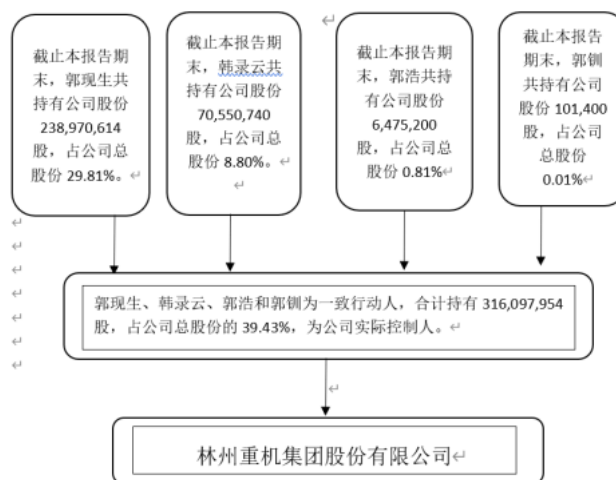 截止本报告期
末，郭现生共
持有公司股份
238,970,614
股，占公司总
股份 29.81%。
截止本报告期
末，韩录云共
持有公司股份
70,550,740
股，占公司总
股份 8.80%。
截止本报告期
末，郭浩共持
有公司股份
6,475,200
股，占公司总
股份 0.81%
截止本报告
期末，郭钏
共持有公司
股份 101,400
股，占公司
总股份
0.01%
郭现生、韩录云、郭浩和郭钏为一致行动人，合计持有 316,097,954
股，占公司总股份的 39.43%，为公司实际控制人。
林州重机集团股份有限公司